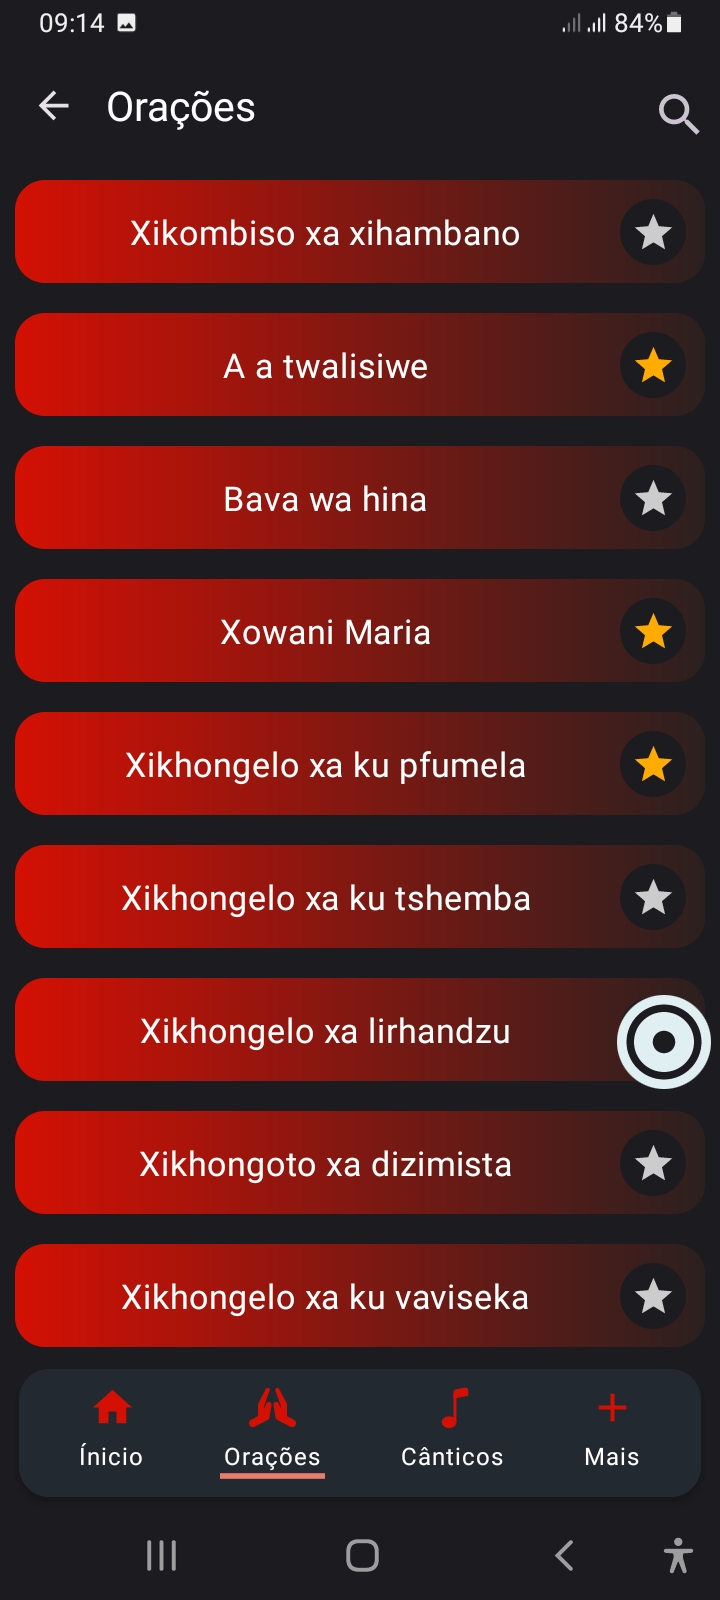 09:14 84%
Orações
Xikombiso xa xihambano
A a twalisiwe
Bava wa hina
Xowani Maria
Xikhongelo xa ku pfumela
Xikhongelo xa ku tshemba
Xikhongelo xa lirhandzu
Xikhongoto xa dizimista
Xikhongelo xa ku vaviseka
Ínicio Orações Cânticos Mais